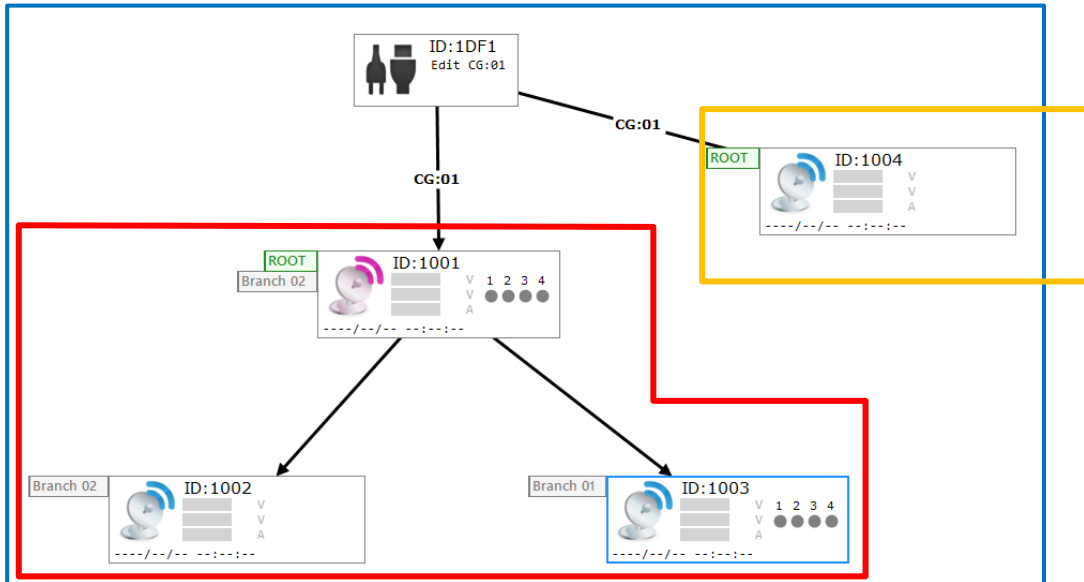 ID:1DF1
Edit CG:01
CG:01
CG:01
ROOT
ID:1004
V
V
A
----/--/-- --:--:--
ROOT
Branch 02
ID:1001
V 1 2 3 4
V
A
----/--/-- --:--:--
Branch 02
ID:1002
V
V
A
----/--/-- --:--:--
Branch 01
ID:1003
V 1 2 3 4
V
A
----/--/-- --:--:--